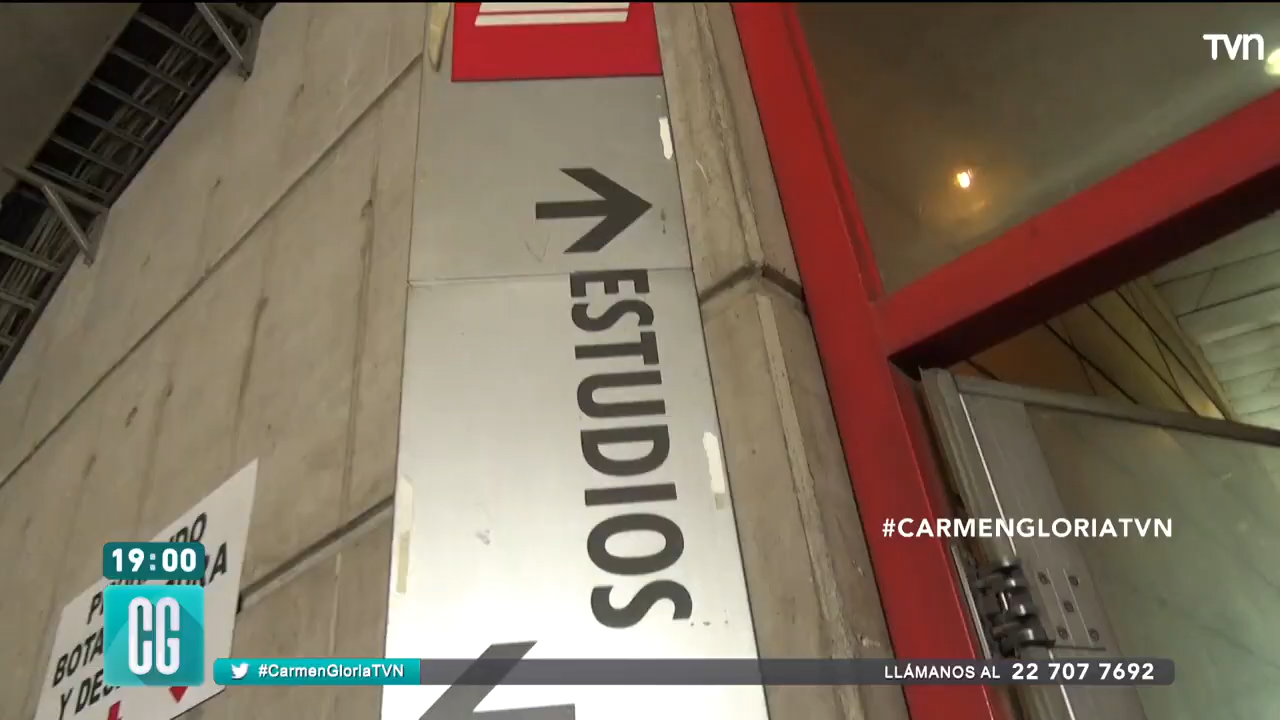 TVN
ESTUDIOS
#CARMENGLORIATVN
19:00
CG
#CarmenGloriaTVN
LLÁMANOS AL 22 707 7692